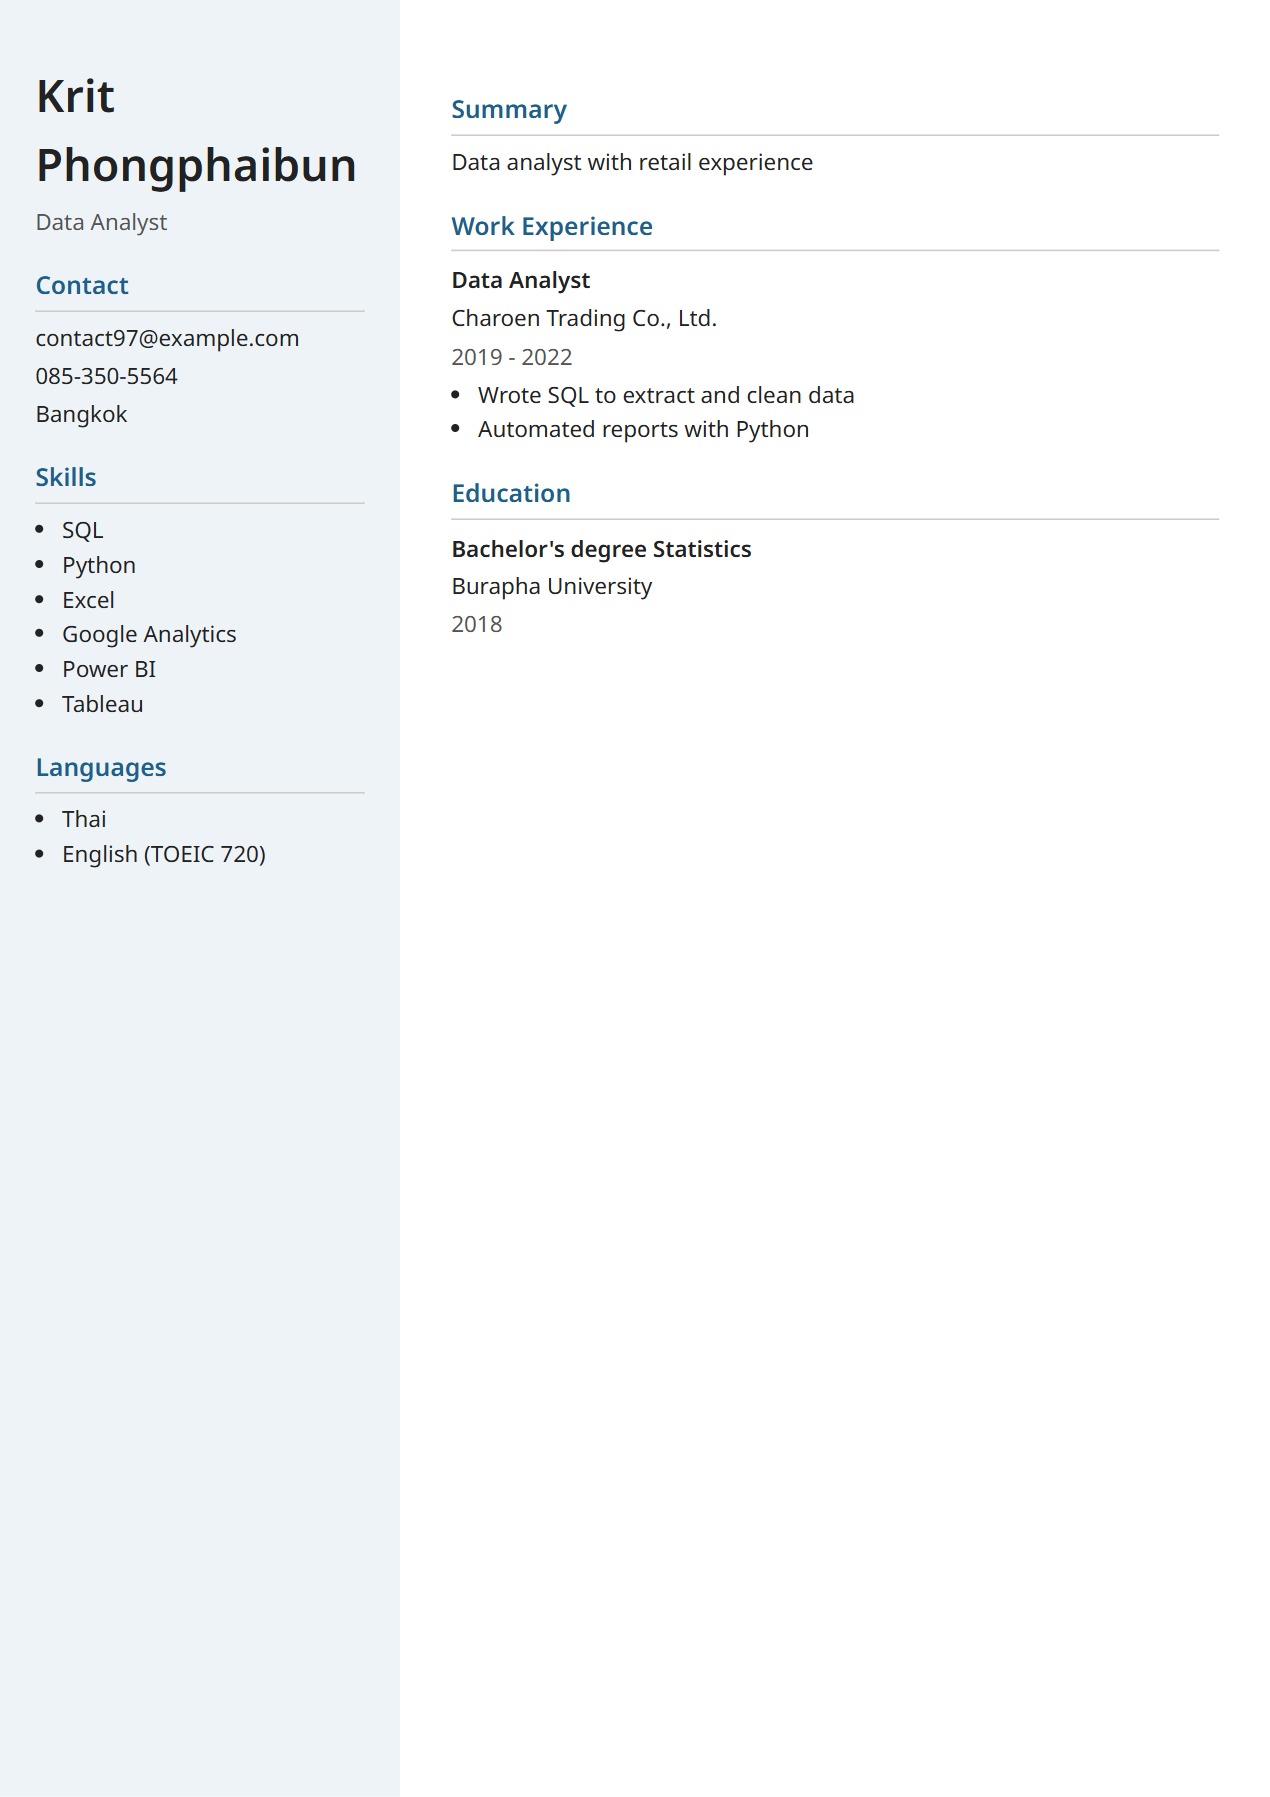 Krit
Phongphaibun
Data Analyst
Contact
contact97@example.com
085-350-5564
Bangkok
Skills
SQL
Python
Excel
Google Analytics
Power BI
Tableau
Languages
Thai
English (TOEIC 720)
Summary
Data analyst with retail experience
Work Experience
Data Analyst
Charoen Trading Co., Ltd.
2019 - 2022
Wrote SQL to extract and clean data
Automated reports with Python
Education
Bachelor's degree Statistics
Burapha University
2018